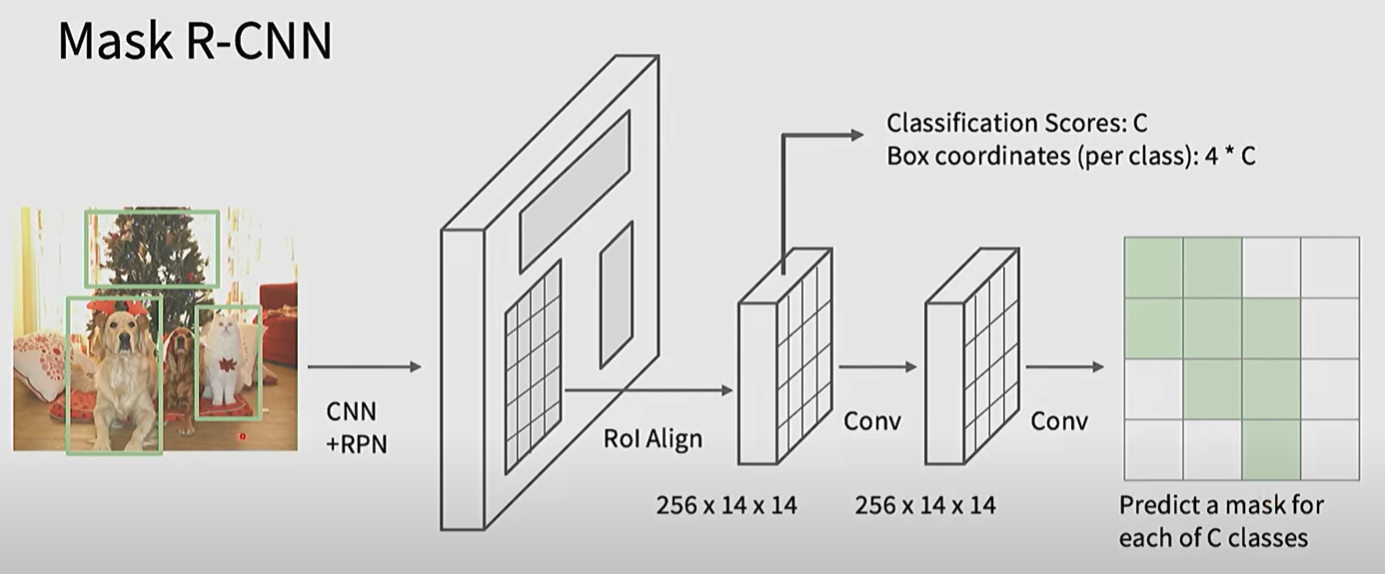 Mask R-CNN
Classification Scores: C
Box coordinates (per class): 4 * C
CNN
+RPN
RoI Align
Conv
Conv
256 x 14 x 14
256 x 14 x 14
Predict a mask for
each of C classes